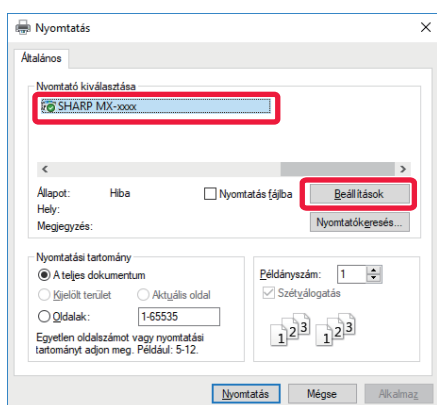 Nyomtatás
Általános
Nyomtató kiválasztása
SHARP MX-xxxx
Állapot: Hiba
Nyomtatás fájlba
Beállítások
Hely:
Megjegyzés:
Nyomtatókeresés...
Nyomtatási tartomány
A teljes dokumentum
Kijelölt terület
Aktuális oldal
Oldalak: 1-65535
Egyetlen oldalszámot vagy nyomtatási
tartományt adjon meg. Például: 5-12.
Példányszám: 1
Szétválogatás
1 2 3 1 2 3
Nyomtatás
Mégse
Alkalmaz